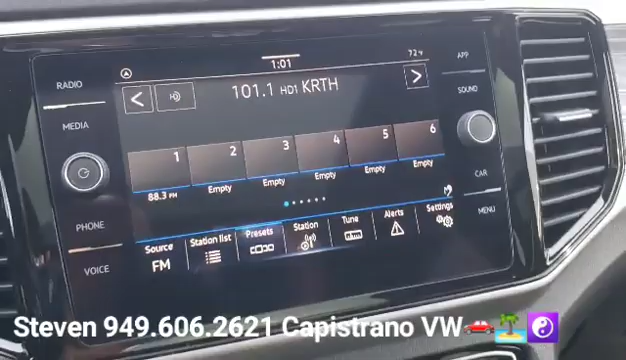 1:01
72°F
RADIO
MEDIA
PHONE
VOICE
APP
SOUND
CAR
MENU
101.1 HD1 KRTH
1
2
3
4
5
6
88.3 FM
Empty
Empty
Empty
Empty
Empty
Source
FM
Station list
Presets
Station
Tune
Alerts
Settings
Steven 949.606.2621 Capistrano VW🚗🏝️☯️